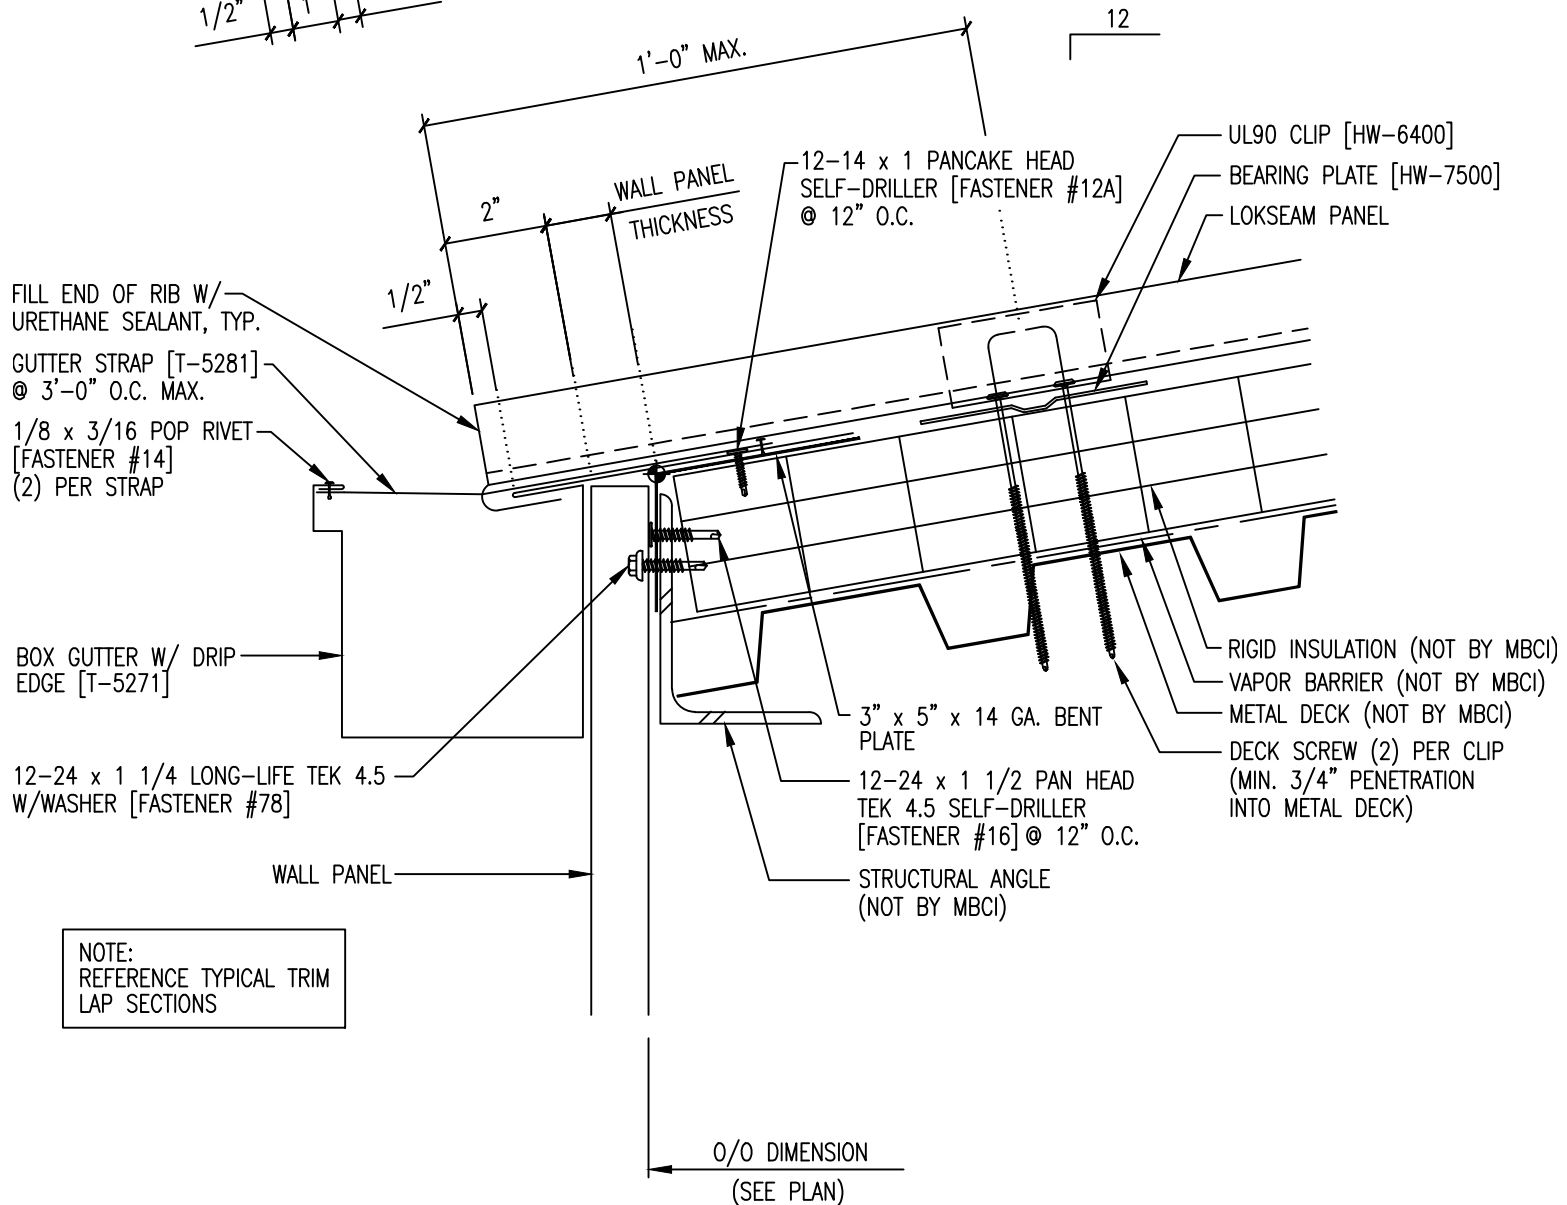 1/2"
1
12
1'-0" MAX.
UL90 CLIP [HW-6400]
BEARING PLATE [HW-7500]
LOKSEAM PANEL
12-14 x 1 PANCAKE HEAD
SELF-DRILLER [FASTENER #12A]
@ 12" O.C.
WALL PANEL
THICKNESS
2"
1/2"
FILL END OF RIB W/
URETHANE SEALANT, TYP.
GUTTER STRAP [T-5281]
@ 3'-0" O.C. MAX.
1/8 x 3/16 POP RIVET
[FASTENER #14]
(2) PER STRAP
BOX GUTTER W/ DRIP
EDGE [T-5271]
12-24 x 1 1/4 LONG-LIFE TEK 4.5
W/WASHER [FASTENER #78]
WALL PANEL
RIGID INSULATION (NOT BY MBCI)
VAPOR BARRIER (NOT BY MBCI)
METAL DECK (NOT BY MBCI)
DECK SCREW (2) PER CLIP
(MIN. 3/4" PENETRATION
INTO METAL DECK)
3" x 5" x 14 GA. BENT
PLATE
12-24 x 1 1/2 PAN HEAD
TEK 4.5 SELF-DRILLER
[FASTENER #16] @ 12" O.C.
STRUCTURAL ANGLE
(NOT BY MBCI)
NOTE:
REFERENCE TYPICAL TRIM
LAP SECTIONS
O/O DIMENSION
(SEE PLAN)